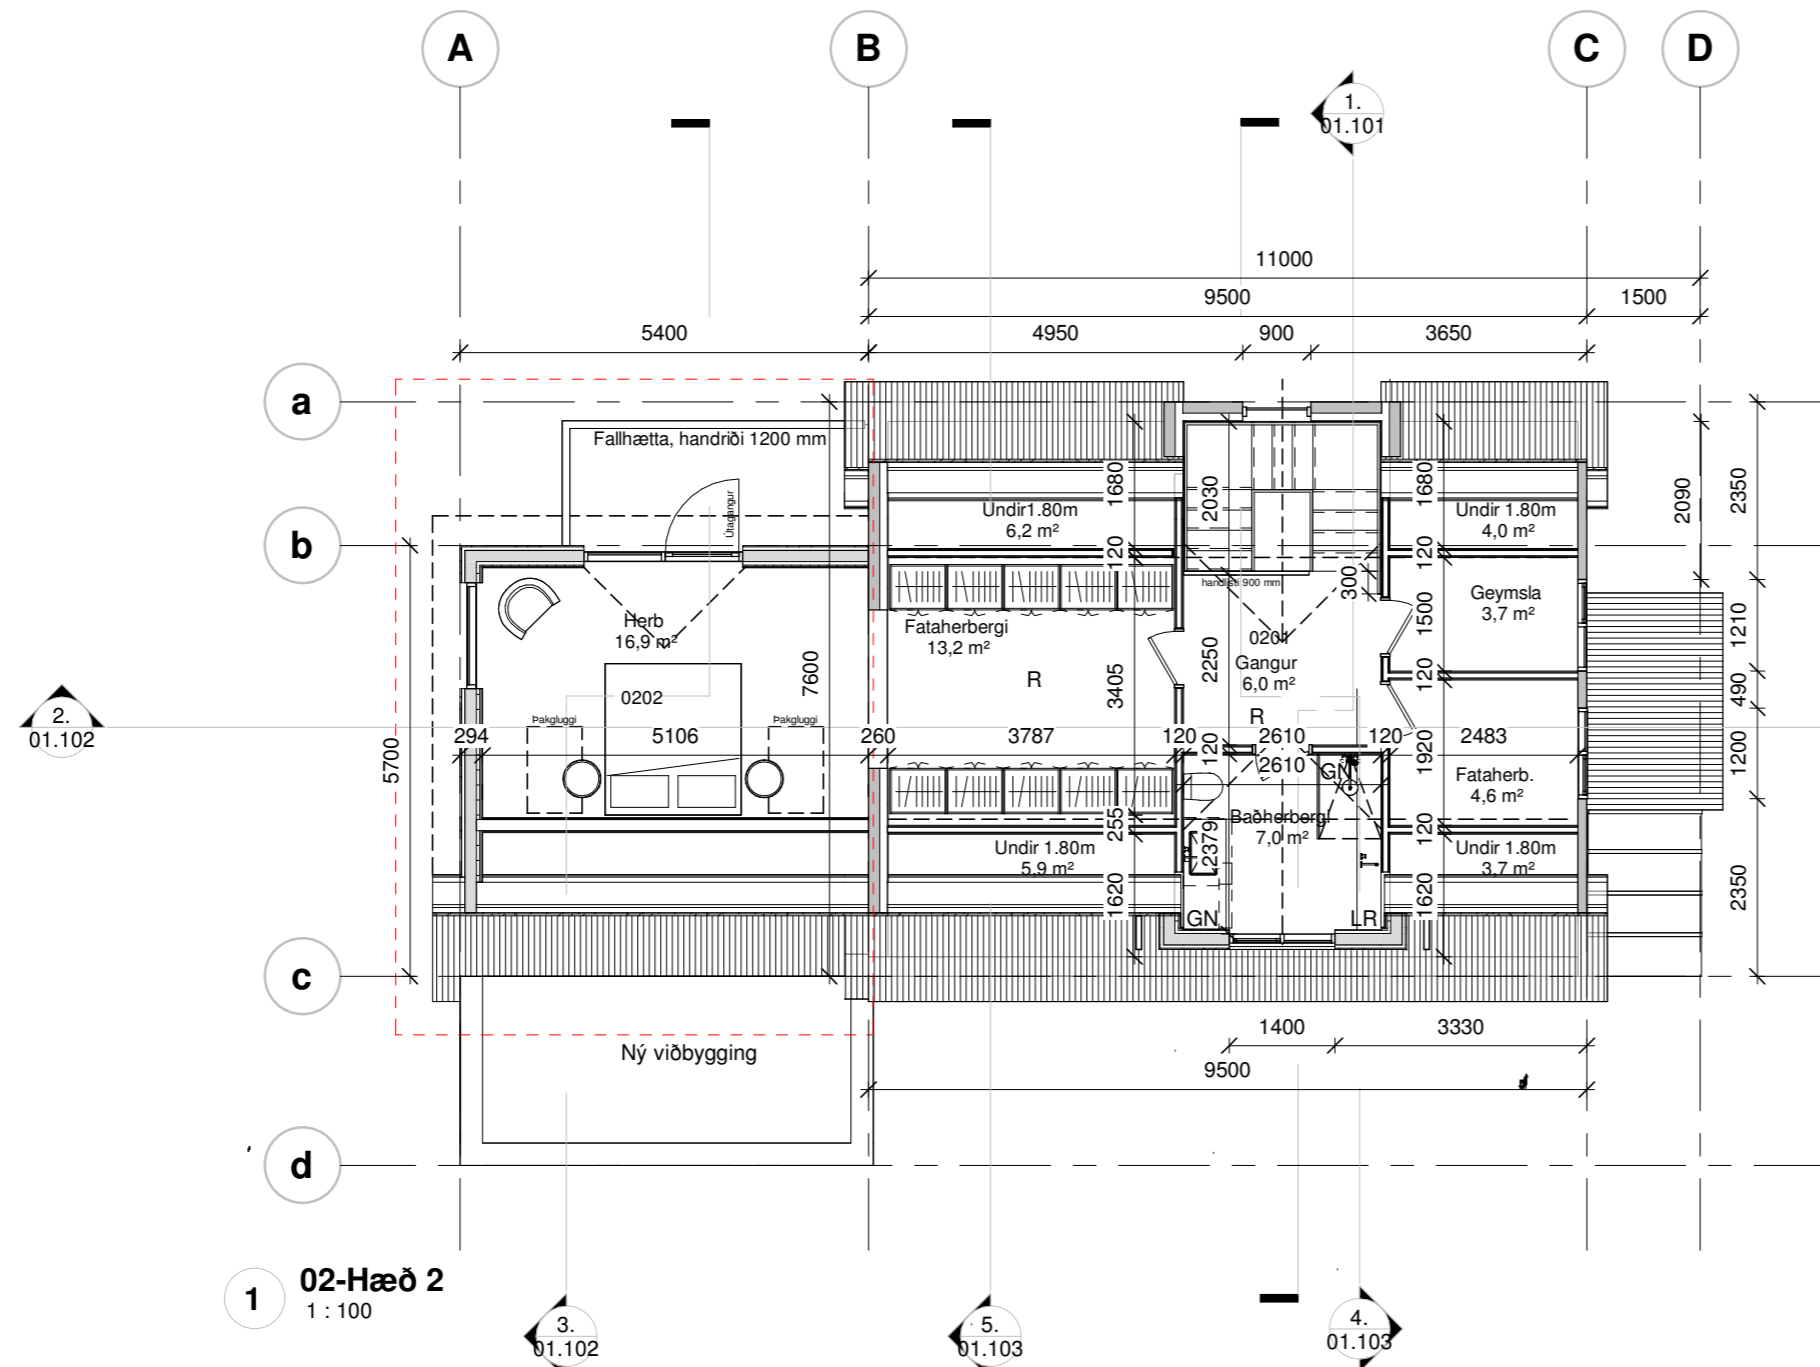 A
B
C
D
1.
01.101
11000
9500
1500
5400
4950
900
3650
a
Fallhætta, handriði 1200 mm
Útagangur
1680
2030
1680
2090
2350
Undir1.80m
6,2 m²
Undir 1.80m
4,0 m²
b
120
120
handlisti 900 mm
300
Herb
16,9 m²
Fataherbergi
13,2 m²
Geymsla
3,7 m²
1500
1210
0201
Gangur
6,0 m²
7600
R
3405
2250
120
490
0202
2.
01.102
Þakgluggi
Þakgluggi
R
294
5106
260
3787
120
2610
120
2483
120
2610
1920
1200
5700
GN
Fataherb.
4,6 m²
Baðherbergi
7,0 m²
255
2379
120
Undir 1.80m
5,9 m²
Undir 1.80m
3,7 m²
1620
1620
2350
GN
LR
c
1400
3330
Ný viðbygging
9500
d
1
02-Hæð 2
1 : 100
3.
01.102
5.
01.103
4.
01.103